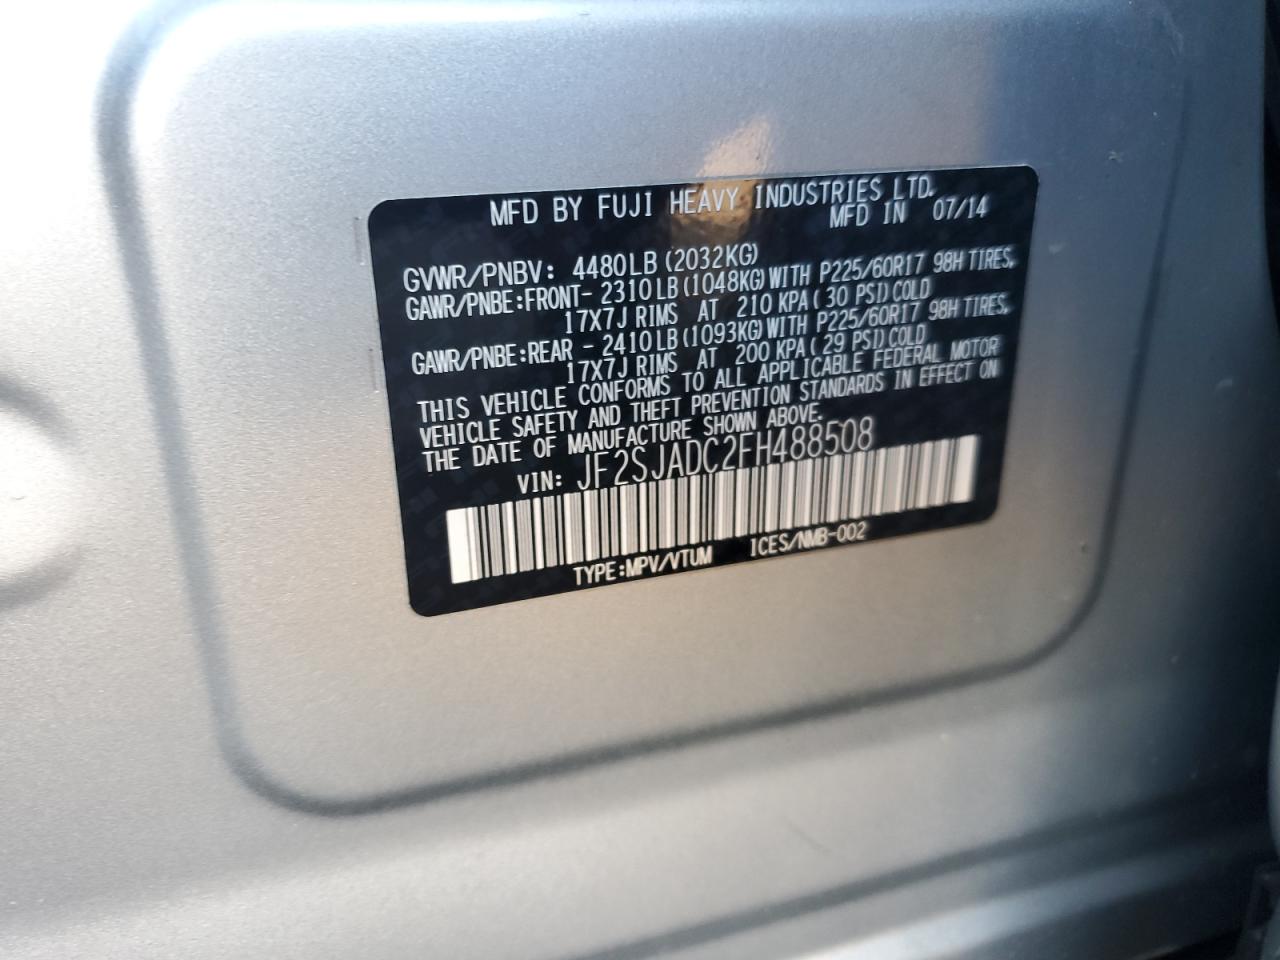 MFD BY FUJI HEAVY INDUSTRIES LTD.
MFD IN 07/14
GVWR/PNBV: 4480LB (2032KG)
GAWR/PNBE:FRONT- 2310LB(1048KG)WITH P225/60R17 98H TIRES,
17X7J RIMS AT 210 KPA( 30 PSI)COLD
GAWR/PNBE:REAR - 2410LB(1093KG)WITH P225/60R17 98H TIRES,
17X7J RIMS AT 200 KPA( 29 PSI)COLD
THIS VEHICLE CONFORMS TO ALL APPLICABLE FEDERAL MOTOR
VEHICLE SAFETY AND THEFT PREVENTION STANDARDS IN EFFECT ON
THE DATE OF MANUFACTURE SHOWN ABOVE.
VIN: JF2SJADC2FH488508
TYPE:MPV/VTUM ICES/NMB-002